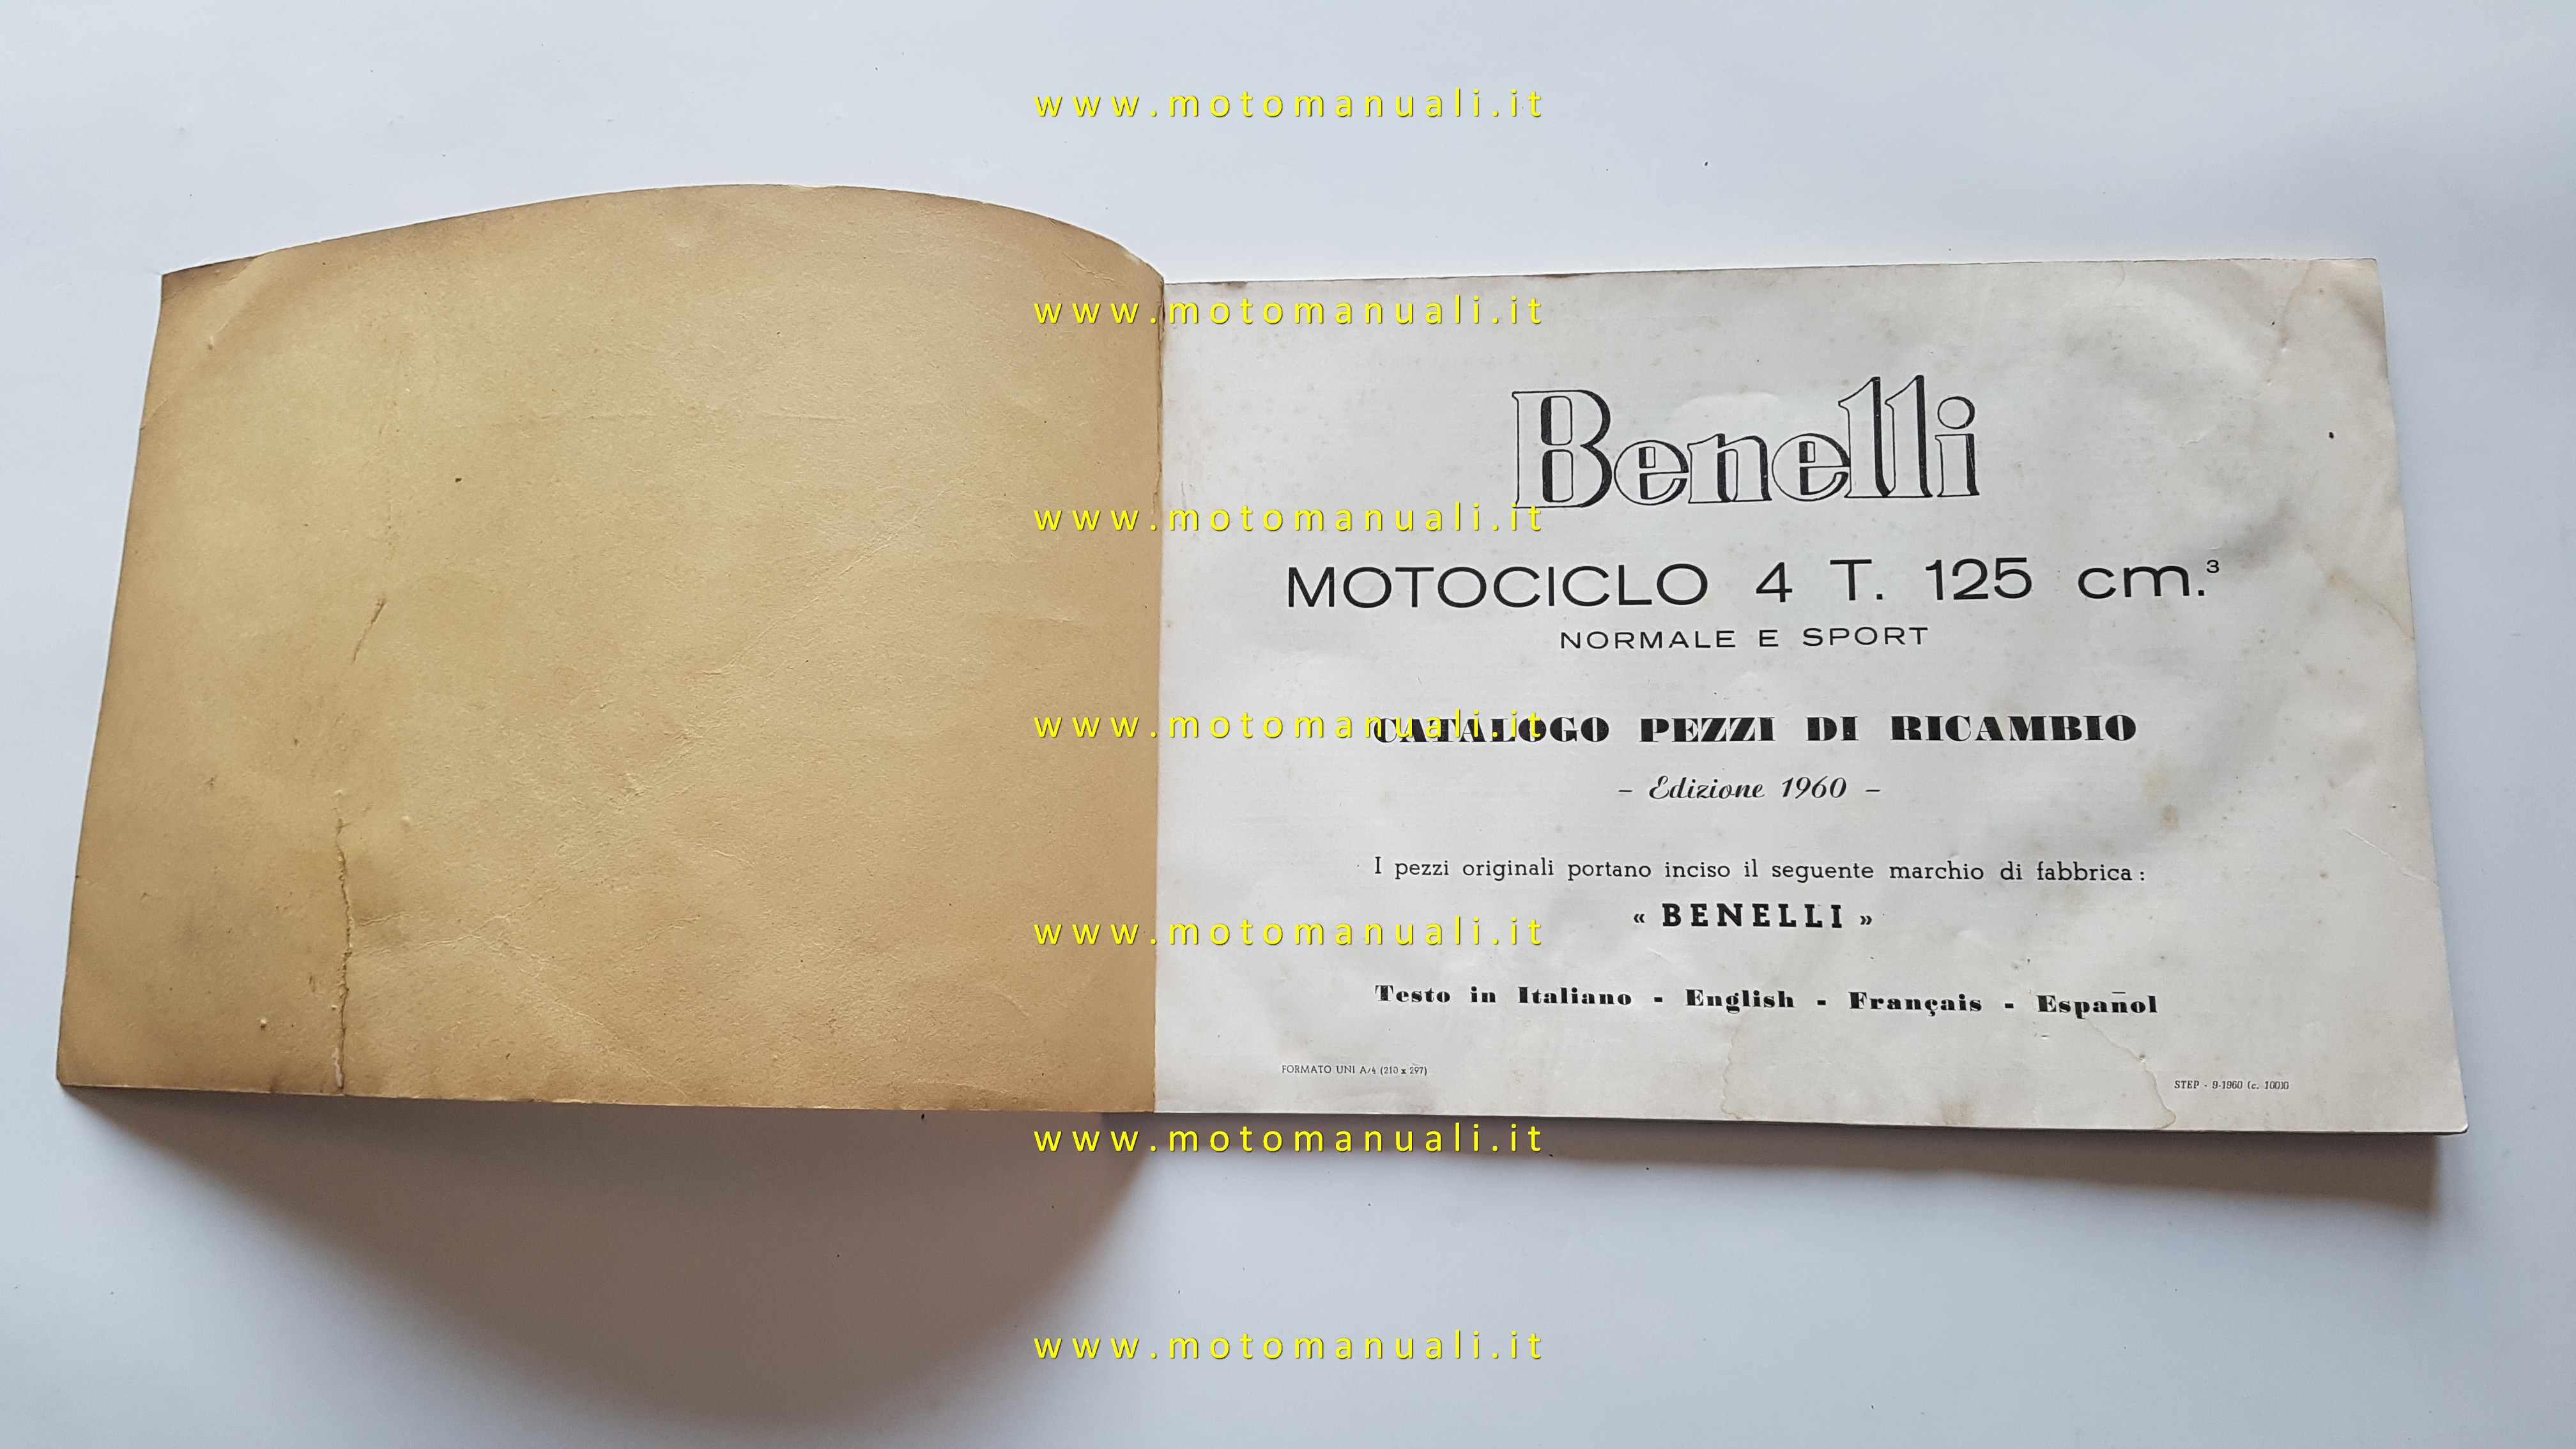 www.motomanuali.it
www.motomanuali.it
Benelli
www.motomanuali.it
MOTOCICLO 4 T. 125 cm.³
NORMALE E SPORT
www.motomanuali.it
CATALOGO PEZZI DI RICAMBIO
- Edizione 1960 -
I pezzi originali portano inciso il seguente marchio di fabbrica:
« BENELLI »
www.motomanuali.it
Testo in Italiano - English - Français - Español
FORMATO UNI A/4 (210 x 297)
STEP - 9-1960 (c.
www.motomanuali.it
www.motomanuali.it